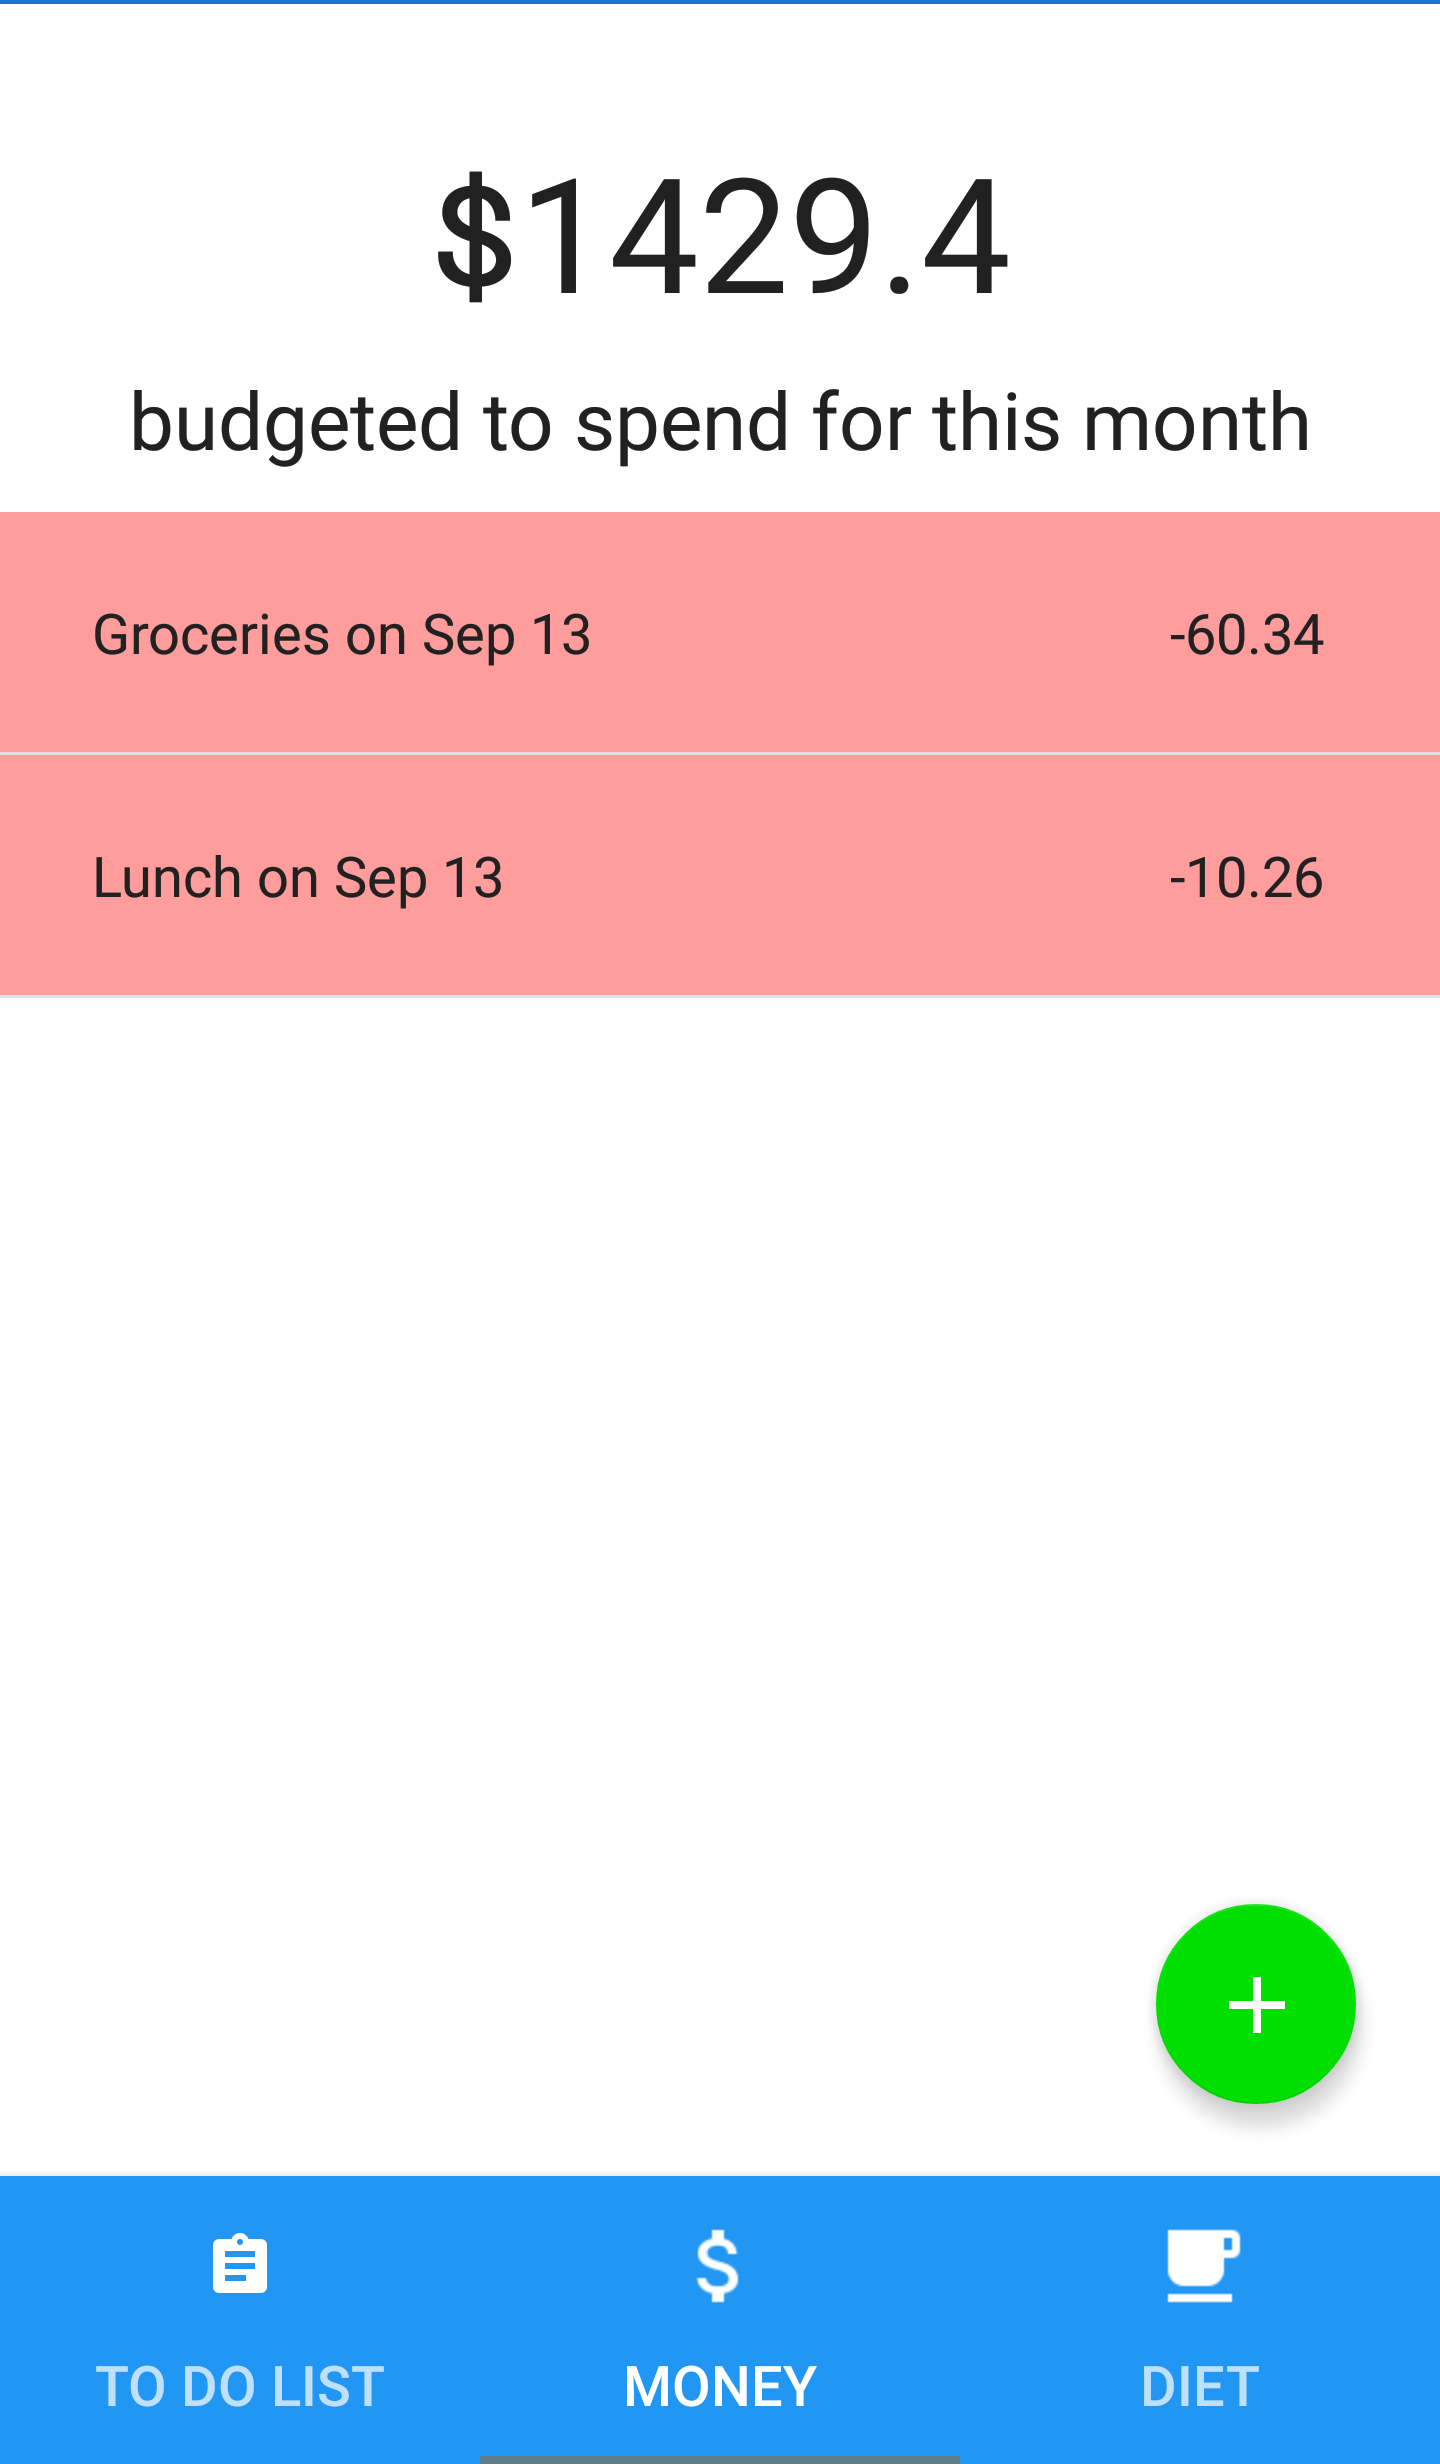 $1429.4
budgeted to spend for this month
Groceries on Sep 13 -60.34
Lunch on Sep 13 -10.26
TO DO LIST MONEY DIET